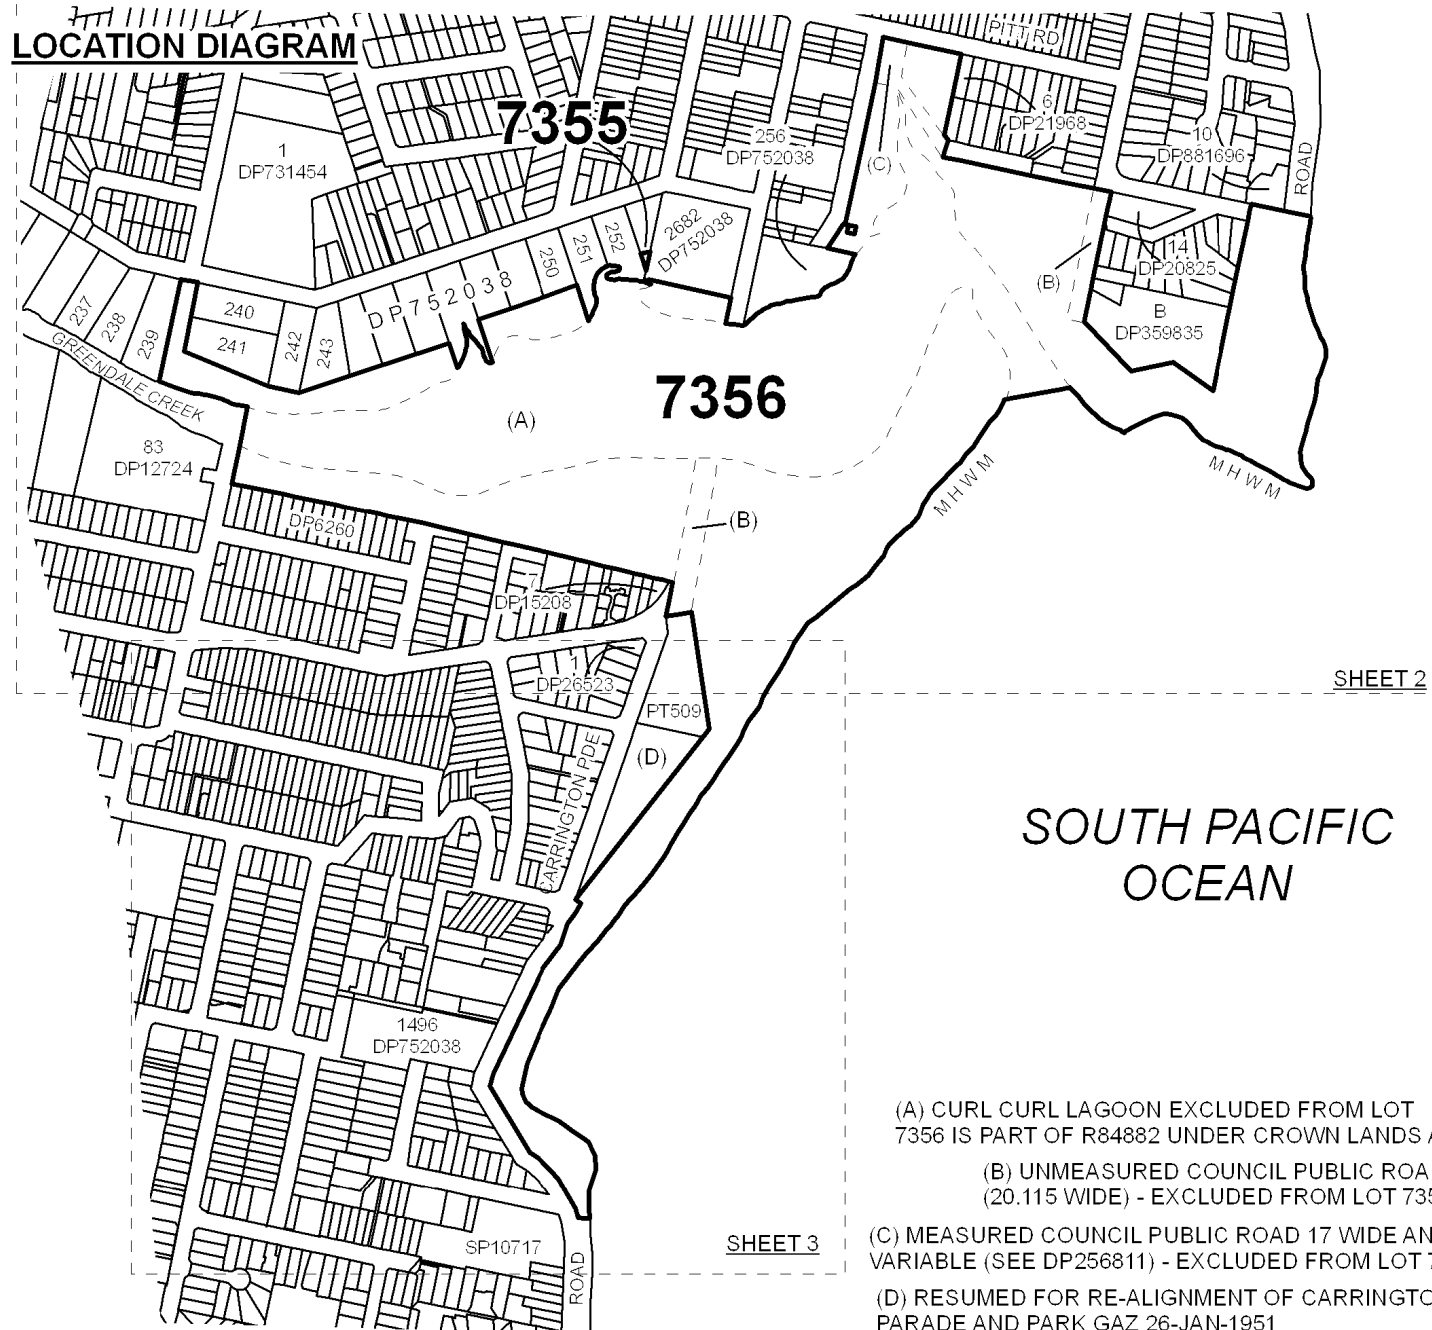 LOCATION DIAGRAM
PITT RD
7355
6
DP21968
256
DP752038
10
DP881696
1
DP731454
(C)
ROAD
2682
DP752038
252
251
250
14
DP20825
(B)
DP752038
240
237
238
239
241
242
243
B
DP359835
GREENDALE CREEK
7356
(A)
83
DP12724
MHWM
MHWM
DP6260
(B)
7
DP15208
1
DP26523
SHEET 2
PT509
(D)
CARRINGTON PDE
SOUTH PACIFIC
OCEAN
1496
DP752038
(A) CURL CURL LAGOON EXCLUDED FROM LOT
7356 IS PART OF R84882 UNDER CROWN LANDS
(B) UNMEASURED COUNCIL PUBLIC
(20.115 WIDE) - EXCLUDED FROM LOT
SHEET 3
SP10717
ROAD
(C) MEASURED COUNCIL PUBLIC ROAD 17 WIDE
VARIABLE (SEE DP256811) - EXCLUDED FROM LOT
(D) RESUMED FOR RE-ALIGNMENT OF
PARADE AND PARK GAZ 26-JAN-1951